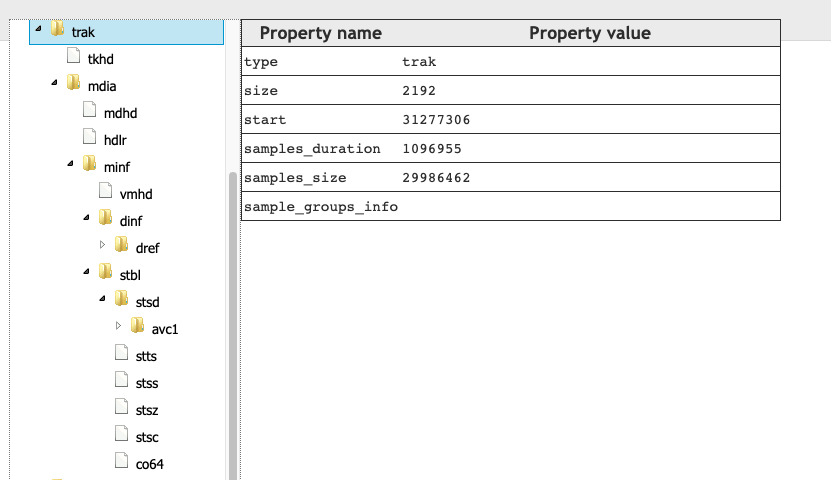 trak
tkhd
mdia
mdhd
hdlr
minf
vmhd
dinf
dref
stbl
stsd
avc1
stts
stss
stsz
stsc
co64
Property name Property value
type trak
size 2192
start 31277306
samples_duration 1096955
samples_size 29986462
sample_groups_info